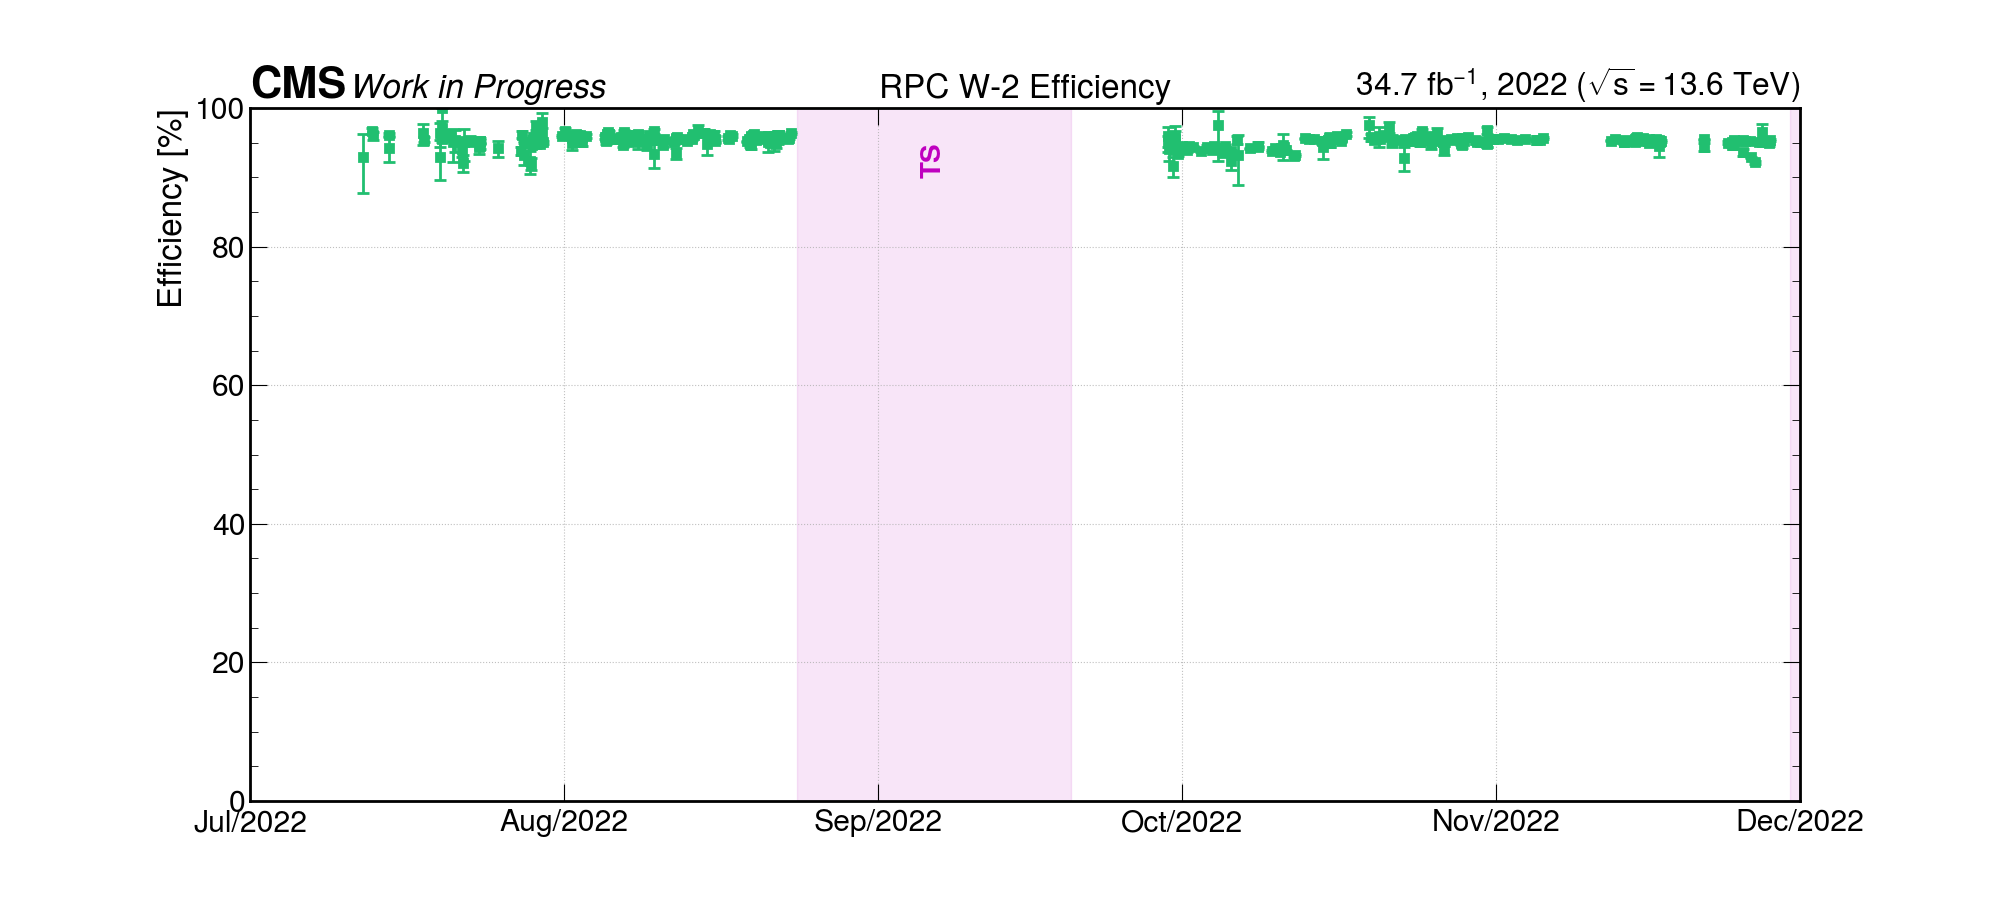 CMS Work in Progress RPC W-2 Efficiency 34.7 fb⁻¹, 2022 (√s = 13.6 TeV)
Efficiency [%]
100
80
60
40
20
0
TS
Jul/2022 Aug/2022 Sep/2022 Oct/2022 Nov/2022 Dec/2022